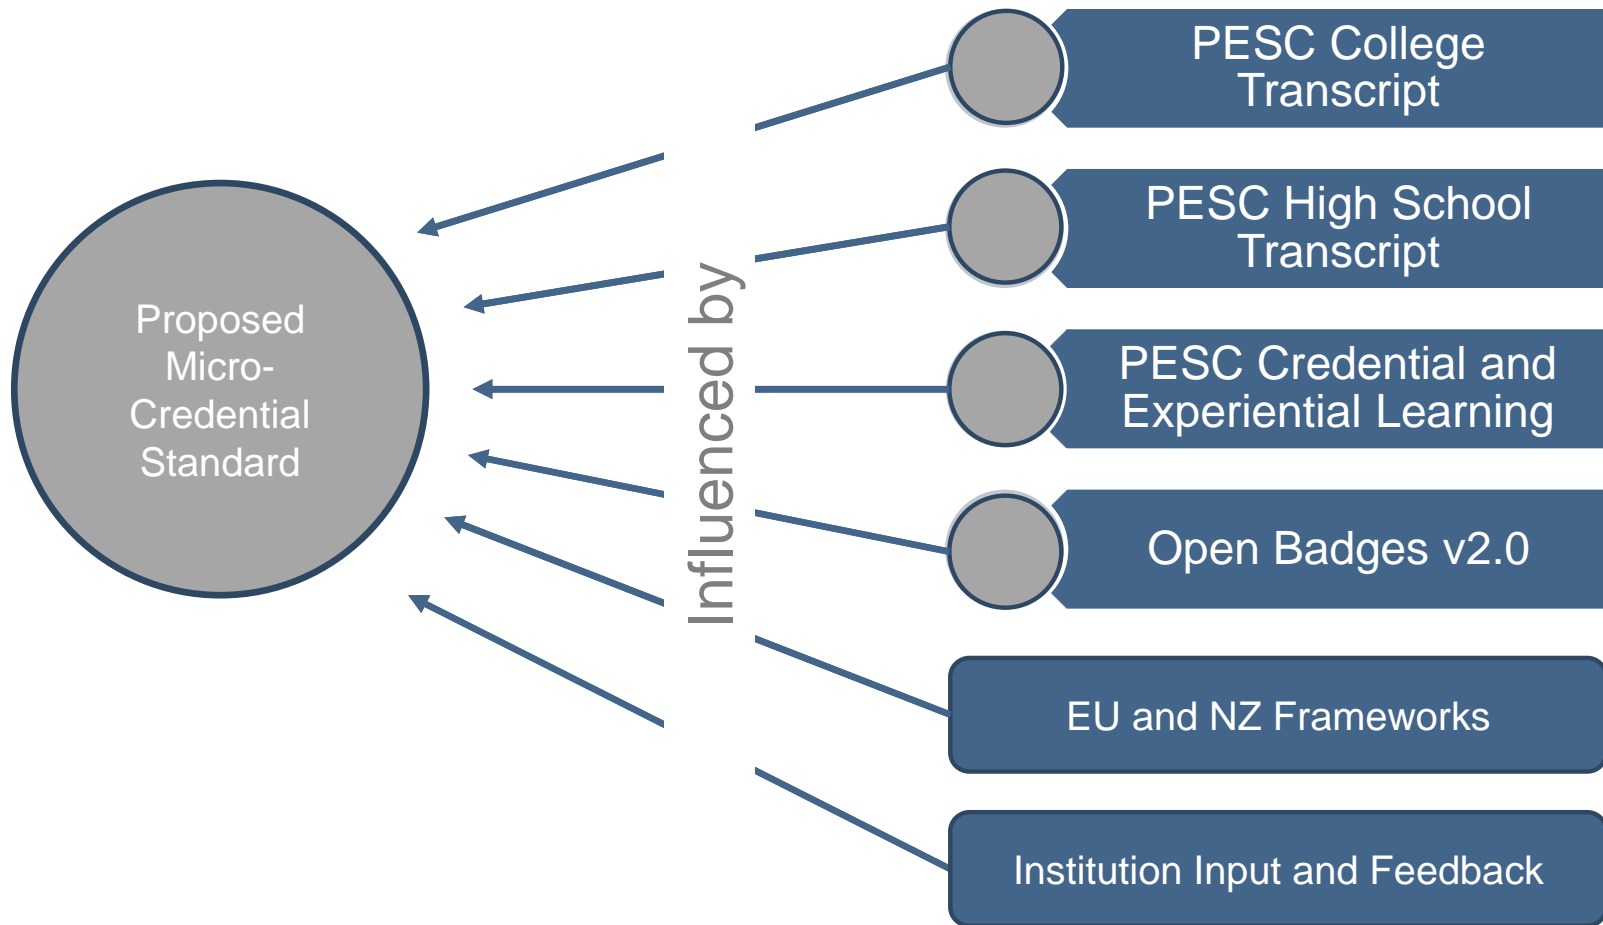 Proposed
Micro-
Credential
Standard
Influenced by
PESC College
Transcript
PESC High School
Transcript
PESC Credential and
Experiential Learning
Open Badges v2.0
EU and NZ Frameworks
Institution Input and Feedback